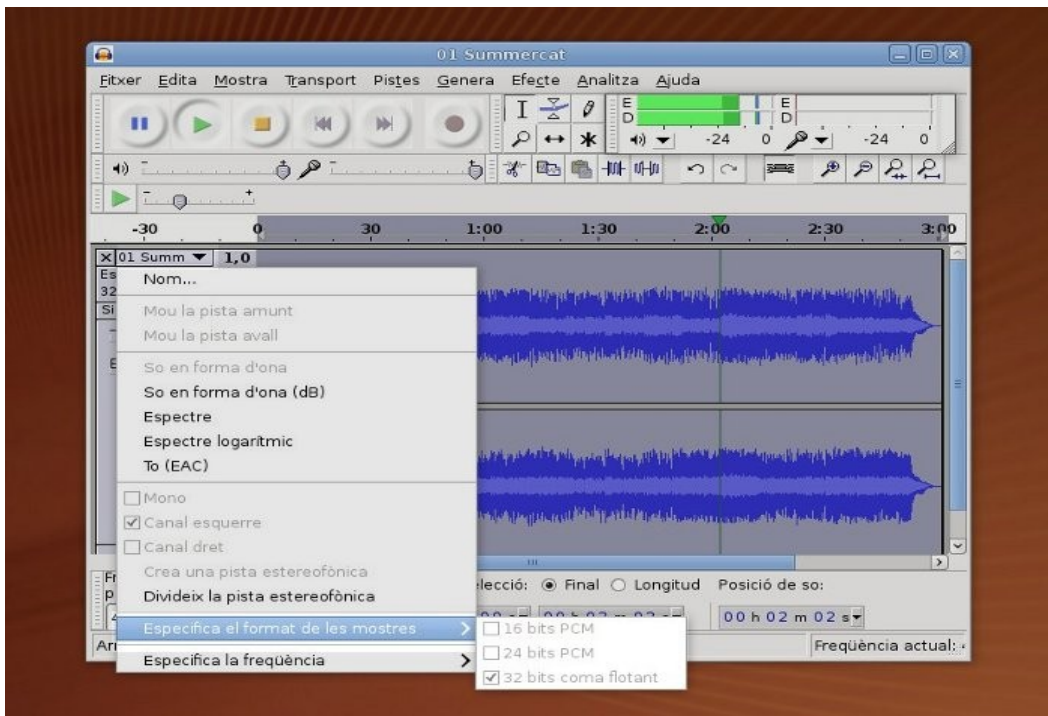 01 Summercat
Fitxer Edita Mostra Transport Pistes Genera Efecte Analitza Ajuda
E
D
-24 0
E
D
-24 0
- +
-30 0 30 1:00 1:30 2:00 2:30 3:00
01 Summ 1,0
Es
32
Si
Nom...
Mou la pista amunt
Mou la pista avall
So en forma d'ona
So en forma d'ona (dB)
Espectre
Espectre logarítmic
To (EAC)
Mono
Canal esquerre
Canal dret
Crea una pista estereofònica
Divideix la pista estereofònica
Especifica el format de les mostres
Especifica la freqüència
16 bits PCM
24 bits PCM
32 bits coma flotant
elecció: Final Longitud Posició de so:
00 h 02 m 02 s
Freqüència actual: